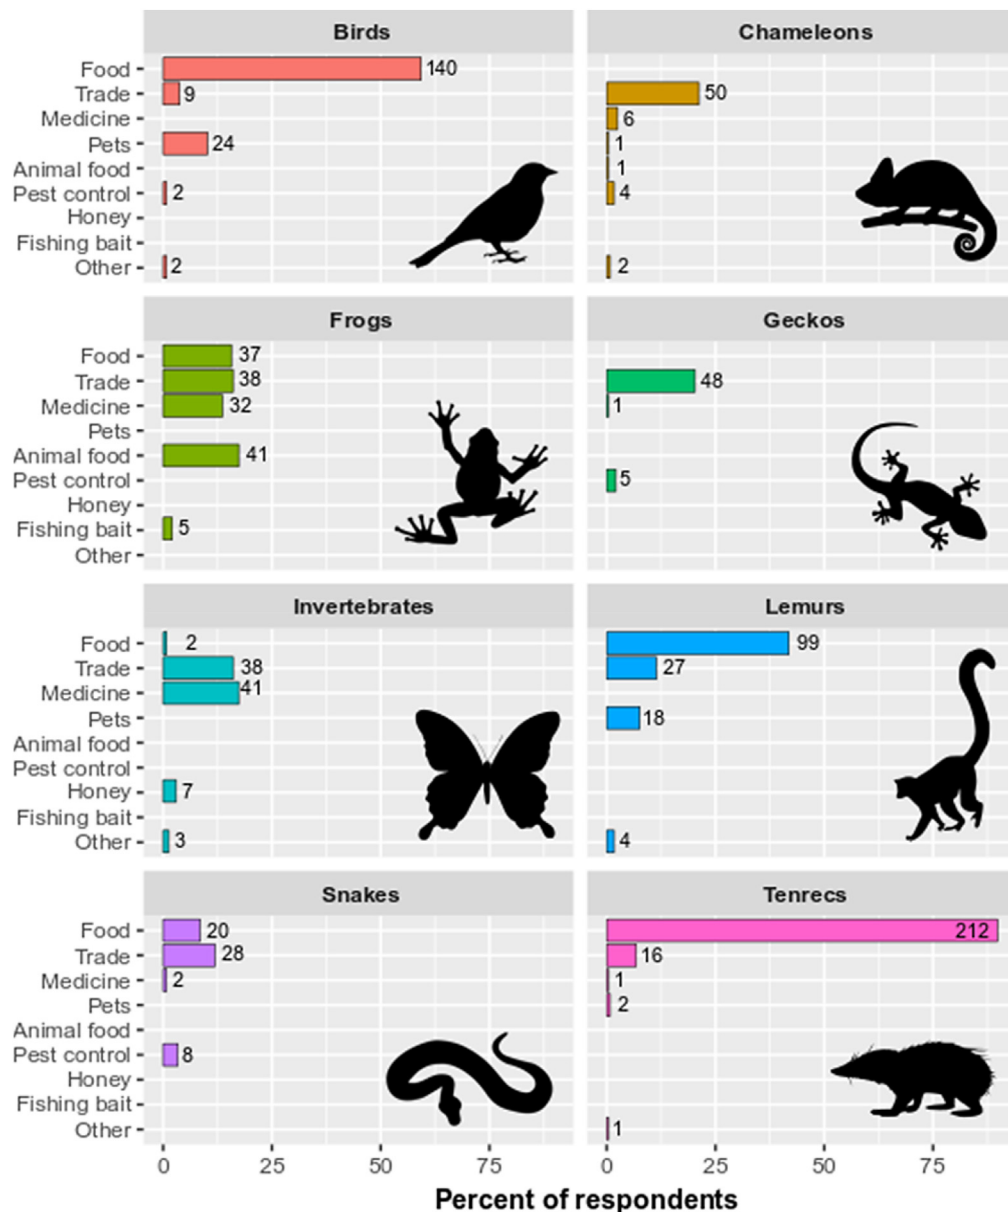 Birds Chameleons
Food 140
Trade 9 50
Medicine 6
Pets 24 1
Animal food 1
Pest control 2 4
Honey
Fishing bait
Other 2 2
Frogs Geckos
Food 37
Trade 38 48
Medicine 32 1
Pets
Animal food 41
Pest control 5
Honey
Fishing bait 5
Other
Invertebrates Lemurs
Food 2 99
Trade 38 27
Medicine 41
Pets 18
Animal food
Pest control
Honey 7
Fishing bait
Other 3 4
Snakes Tenrecs
Food 20 212
Trade 28 16
Medicine 2 1
Pets 2
Animal food
Pest control 8
Honey
Fishing bait
Other 1
0 25 50 75 0 25 50 75
Percent of respondents